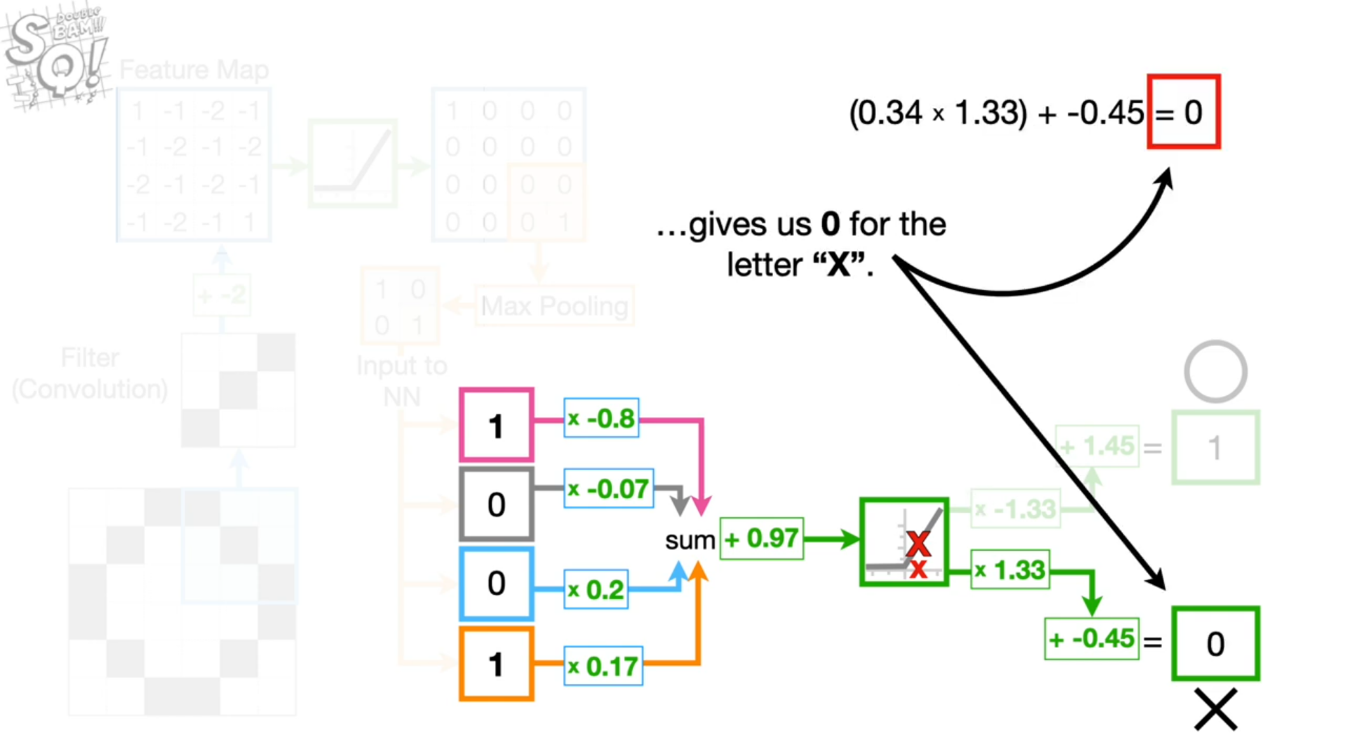 DOUBLE
BAM!!!
SQ!
Feature Map
1 -1 -2 -1
-1 -2 -1 -2
-2 -1 -2 -1
-1 -2 -1 1
1 0 0 0
0 0 0 0
0 0 0 0
0 0 0 1
(0.34 x 1.33) + -0.45 = 0
…gives us 0 for the
letter “X”.
+ -2
1 0
0 1
Max Pooling
Filter
(Convolution)
Input to
NN
1
x -0.8
0
x -0.07
sum
+ 0.97
0
x 0.2
1
x 0.17
x -1.33
+ 1.45 =
1
x 1.33
+ -0.45 =
0